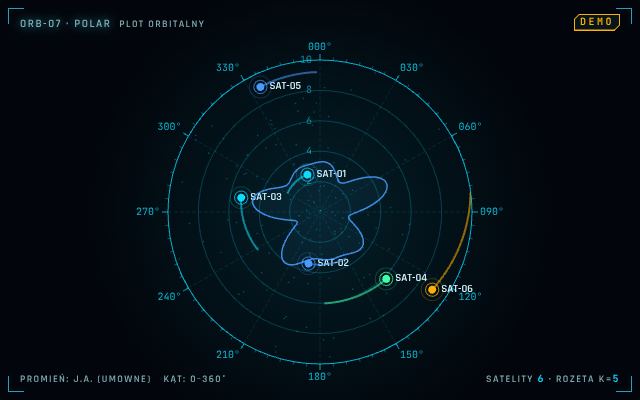 ORB-07 · POLAR PLOT ORBITALNY
DEMO
000°
330°
030°
10
8
6
4
SAT-05
300°
060°
SAT-01
SAT-03
270°
090°
SAT-02
SAT-04
SAT-06
240°
120°
210°
150°
180°
PROMIEŃ: J.A. (UMOWNE) KĄT: 0-360°
SATELITY 6 · ROZETA K=5